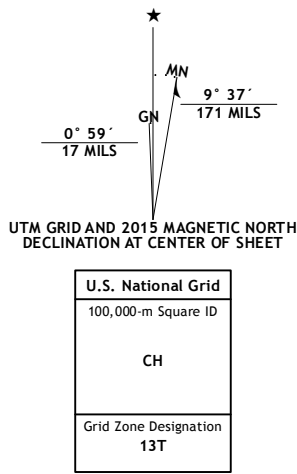 MN
GN
9° 37´
171 MILS
0° 59´
17 MILS
UTM GRID AND 2015 MAGNETIC NORTH
DECLINATION AT CENTER OF SHEET
U.S. National Grid
100,000-m Square ID
CH
Grid Zone Designation
13T